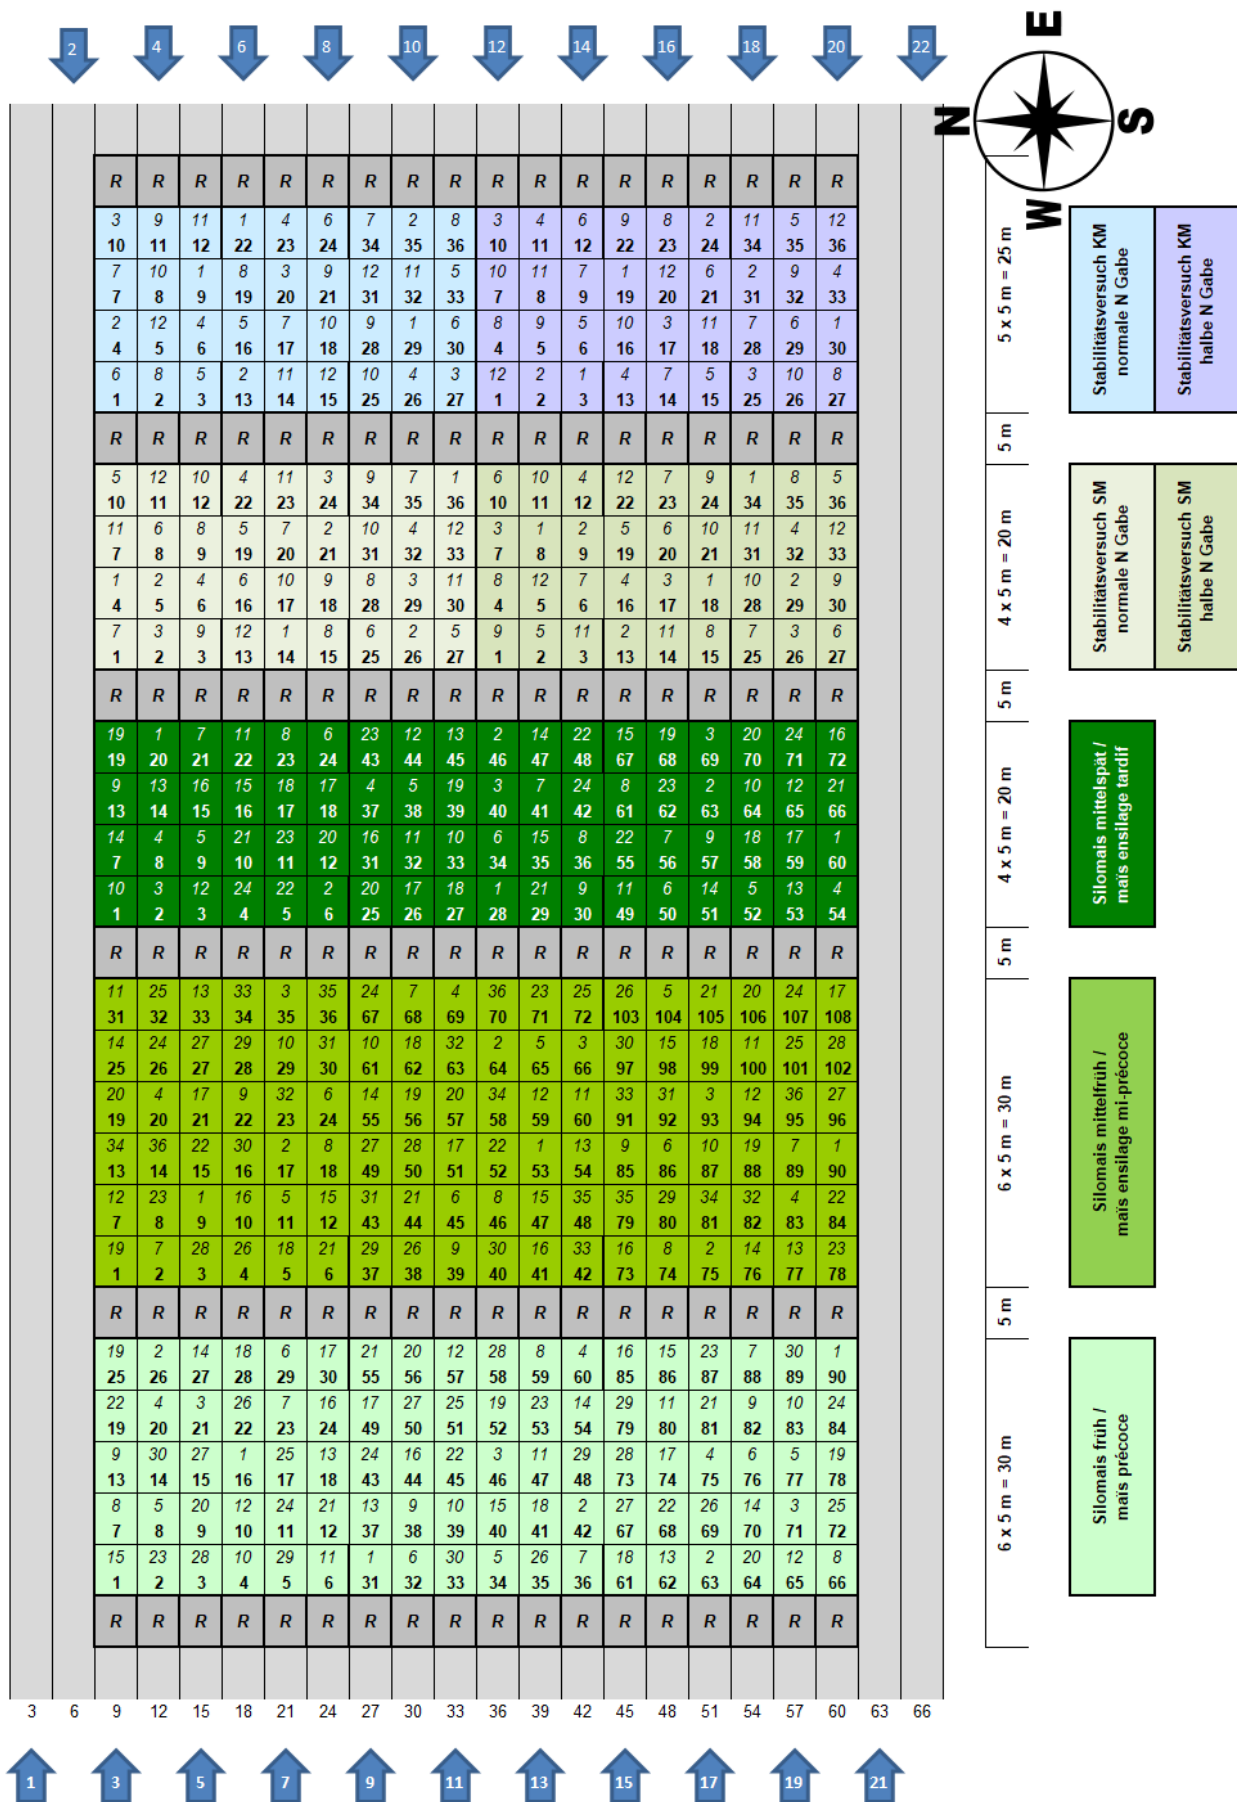 2 4 6 8 10 12 14 16 18 20 22
E
N S
W
R R R R R R R R R R R R R R R R R R
3 9 11 1 4 6 7 2 8 3 4 6 9 8 2 11 5 12
10 11 12 22 23 24 34 35 36 10 11 12 22 23 24 34 35 36
7 10 1 8 3 9 12 11 5 10 11 7 1 12 6 2 9 4
7 8 9 19 20 21 31 32 33 7 8 9 19 20 21 31 32 33
2 12 4 5 7 10 9 1 6 8 9 5 10 3 11 7 6 1
4 5 6 16 17 18 28 29 30 4 5 6 16 17 18 28 29 30
6 8 5 2 11 12 10 4 3 12 2 1 4 7 5 3 10 8
1 2 3 13 14 15 25 26 27 1 2 3 13 14 15 25 26 27
5 x 5 m = 25 m
Stabilitätsversuch KM
normale N Gabe
Stabilitätsversuch KM
halbe N Gabe
R R R R R R R R R R R R R R R R R R
5 m
5 12 10 4 11 3 9 7 1 6 10 4 12 7 9 1 8 5
10 11 12 22 23 24 34 35 36 10 11 12 22 23 24 34 35 36
11 6 8 5 7 2 10 4 12 3 1 2 5 6 10 11 4 12
7 8 9 19 20 21 31 32 33 7 8 9 19 20 21 31 32 33
1 2 4 6 10 9 8 3 11 8 12 7 4 3 1 10 2 9
4 5 6 16 17 18 28 29 30 4 5 6 16 17 18 28 29 30
7 3 9 12 1 8 6 2 5 9 5 11 2 11 8 7 3 6
1 2 3 13 14 15 25 26 27 1 2 3 13 14 15 25 26 27
4 x 5 m = 20 m
Stabilitätsversuch SM
normale N Gabe
Stabilitätsversuch SM
halbe N Gabe
R R R R R R R R R R R R R R R R R R
5 m
19 1 7 11 8 6 23 12 13 2 14 22 15 19 3 20 24 16
19 20 21 22 23 24 43 44 45 46 47 48 67 68 69 70 71 72
9 13 16 15 18 17 4 5 19 3 7 24 8 23 2 10 12 21
13 14 15 16 17 18 37 38 39 40 41 42 61 62 63 64 65 66
14 4 5 21 23 20 16 11 10 6 15 8 22 7 9 18 17 1
7 8 9 10 11 12 31 32 33 34 35 36 55 56 57 58 59 60
10 3 12 24 22 2 20 17 18 1 21 9 11 6 14 5 13 4
1 2 3 4 5 6 25 26 27 28 29 30 49 50 51 52 53 54
4 x 5 m = 20 m
Silomais mittelspät /
maïs ensilage tardif
R R R R R R R R R R R R R R R R R R
5 m
11 25 13 33 3 35 24 7 4 36 23 25 26 5 21 20 24 17
31 32 33 34 35 36 67 68 69 70 71 72 103 104 105 106 107 108
14 24 27 29 10 31 10 18 32 2 5 3 30 15 18 11 25 28
25 26 27 28 29 30 61 62 63 64 65 66 97 98 99 100 101 102
20 4 17 9 32 6 14 19 20 34 12 11 33 31 3 12 36 27
19 20 21 22 23 24 55 56 57 58 59 60 91 92 93 94 95 96
34 36 22 30 2 8 27 28 17 22 1 13 9 6 10 19 7 1
13 14 15 16 17 18 49 50 51 52 53 54 85 86 87 88 89 90
12 23 1 16 5 15 31 21 6 8 15 35 35 29 34 32 4 22
7 8 9 10 11 12 43 44 45 46 47 48 79 80 81 82 83 84
19 7 28 26 18 21 29 26 9 30 16 33 16 8 2 14 13 23
1 2 3 4 5 6 37 38 39 40 41 42 73 74 75 76 77 78
6 x 5 m = 30 m
Silomais mittelfrüh /
maïs ensilage mi-précoce
R R R R R R R R R R R R R R R R R R
5 m
19 2 14 18 6 17 21 20 12 28 8 4 16 15 23 7 30 1
25 26 27 28 29 30 55 56 57 58 59 60 85 86 87 88 89 90
22 4 3 26 7 16 17 27 25 19 23 14 29 11 21 9 10 24
19 20 21 22 23 24 49 50 51 52 53 54 79 80 81 82 83 84
9 30 27 1 25 13 24 16 22 3 11 29 28 17 4 6 5 19
13 14 15 16 17 18 43 44 45 46 47 48 73 74 75 76 77 78
8 5 20 12 24 21 13 9 10 15 18 2 27 22 26 14 3 25
7 8 9 10 11 12 37 38 39 40 41 42 67 68 69 70 71 72
15 23 28 10 29 11 1 6 30 5 26 7 18 13 2 20 12 8
1 2 3 4 5 6 31 32 33 34 35 36 61 62 63 64 65 66
6 x 5 m = 30 m
Silomais früh /
maïs précoce
R R R R R R R R R R R R R R R R R R
3 6 9 12 15 18 21 24 27 30 33 36 39 42 45 48 51 54 57 60 63 66
1 3 5 7 9 11 13 15 17 19 21